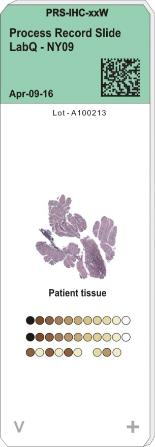 PRS-IHC-xxW
Process Record Slide
LabQ - NY09
Apr-09-16
Lot - A100213
Patient tissue
V +